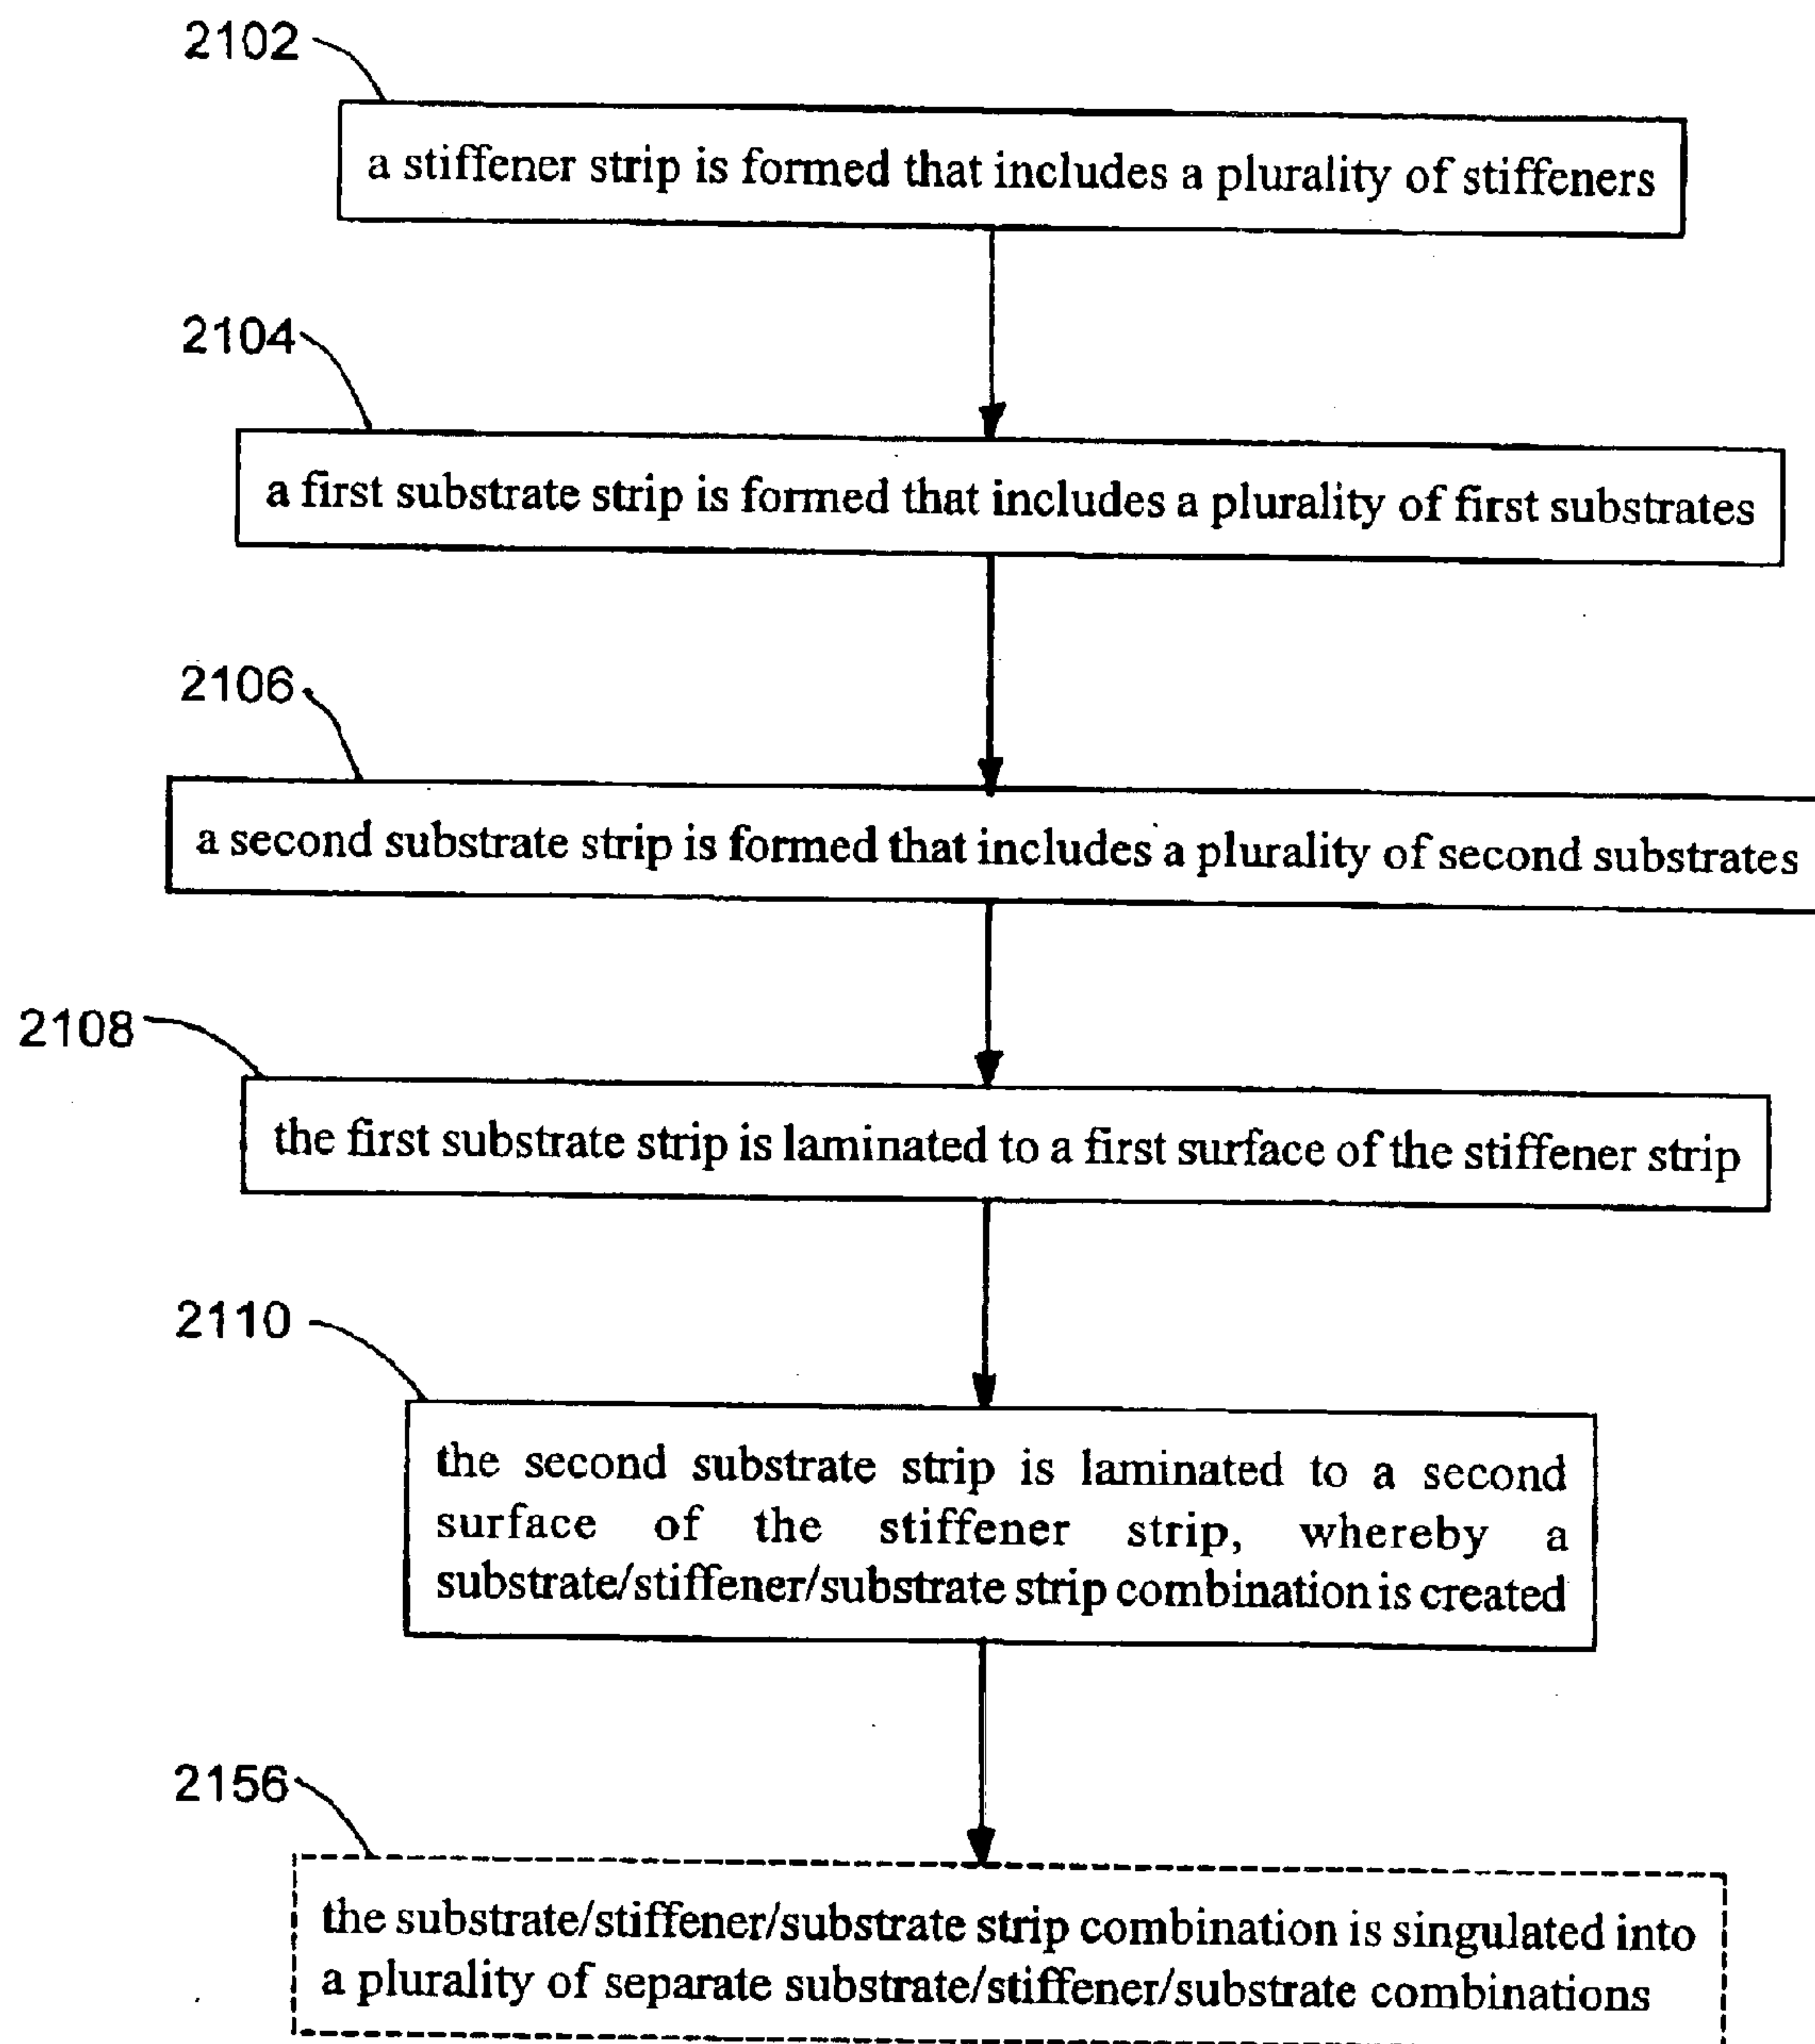 2102
a stiffener strip is formed that includes a plurality of stiffeners
2104
a first substrate strip is formed that includes a plurality of first substrates
2106
a second substrate strip is formed that includes a plurality of second substrates
2108
the first substrate strip is laminated to a first surface of the stiffener strip
2110
the second substrate strip is laminated to a second
surface of the stiffener strip, whereby a
substrate/stiffener/substrate strip combination is created
2156
the substrate/stiffener/substrate strip combination is singulated into
a plurality of separate substrate/stiffener/substrate combinations